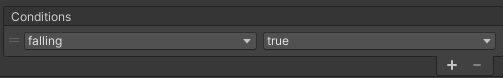 Conditions
falling true
+ −